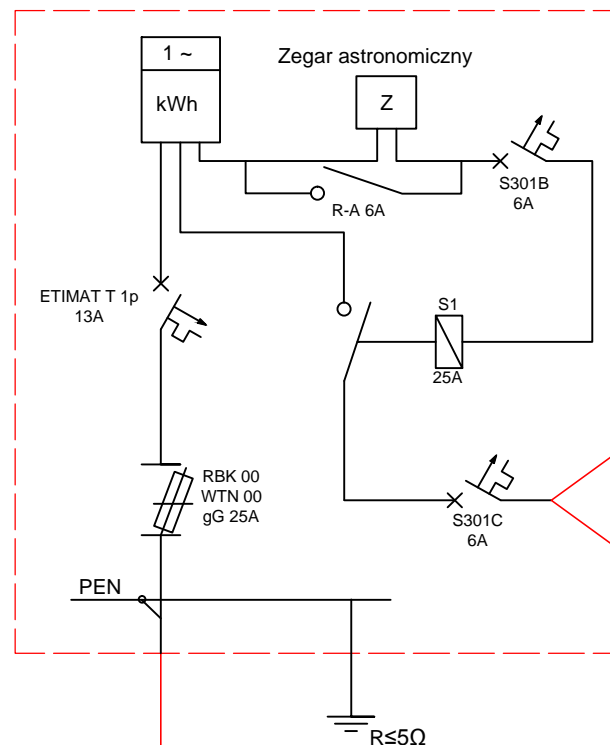 1 ~
kWh
Zegar astronomiczny
Z
S301B
6A
R-A 6A
ETIMAT T 1p
13A
S1
25A
RBK 00
WTN 00
gG 25A
S301C
6A
PEN
R≤5Ω